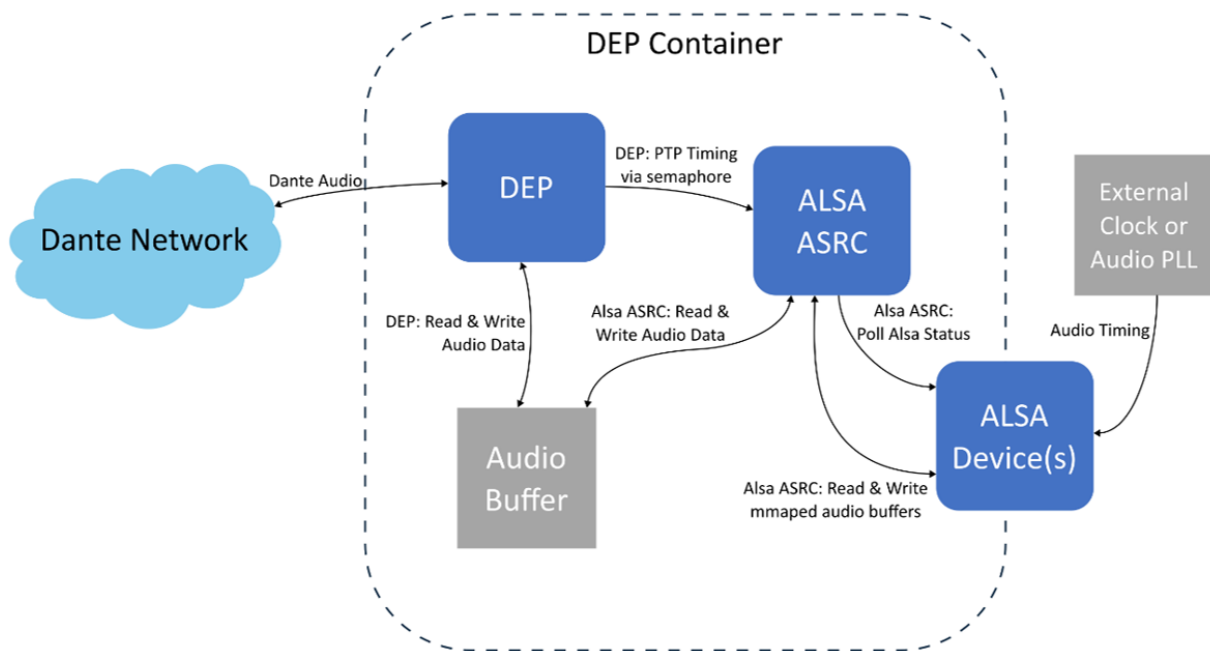 DEP Container
Dante Network
Dante Audio
DEP
DEP: PTP Timing
via semaphore
ALSA
ASRC
External
Clock or
Audio PLL
DEP: Read & Write
Audio Data
Alsa ASRC: Read &
Write Audio Data
Alsa ASRC:
Poll Alsa Status
Audio Timing
Audio
Buffer
ALSA
Device(s)
Alsa ASRC: Read & Write
mmaped audio buffers